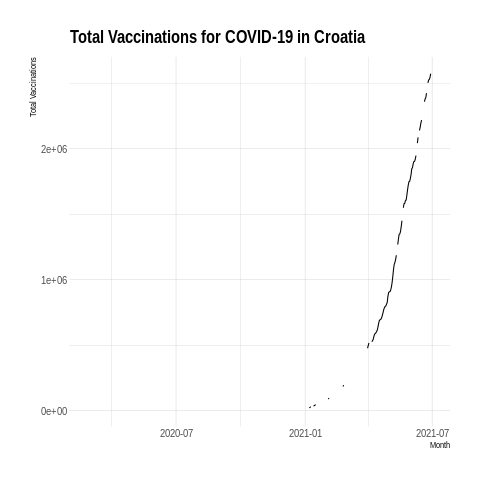 Total Vaccinations for COVID-19 in Croatia
Total Vaccinations
2e+06
1e+06
0e+00
2020-07
2021-01
2021-07
Month